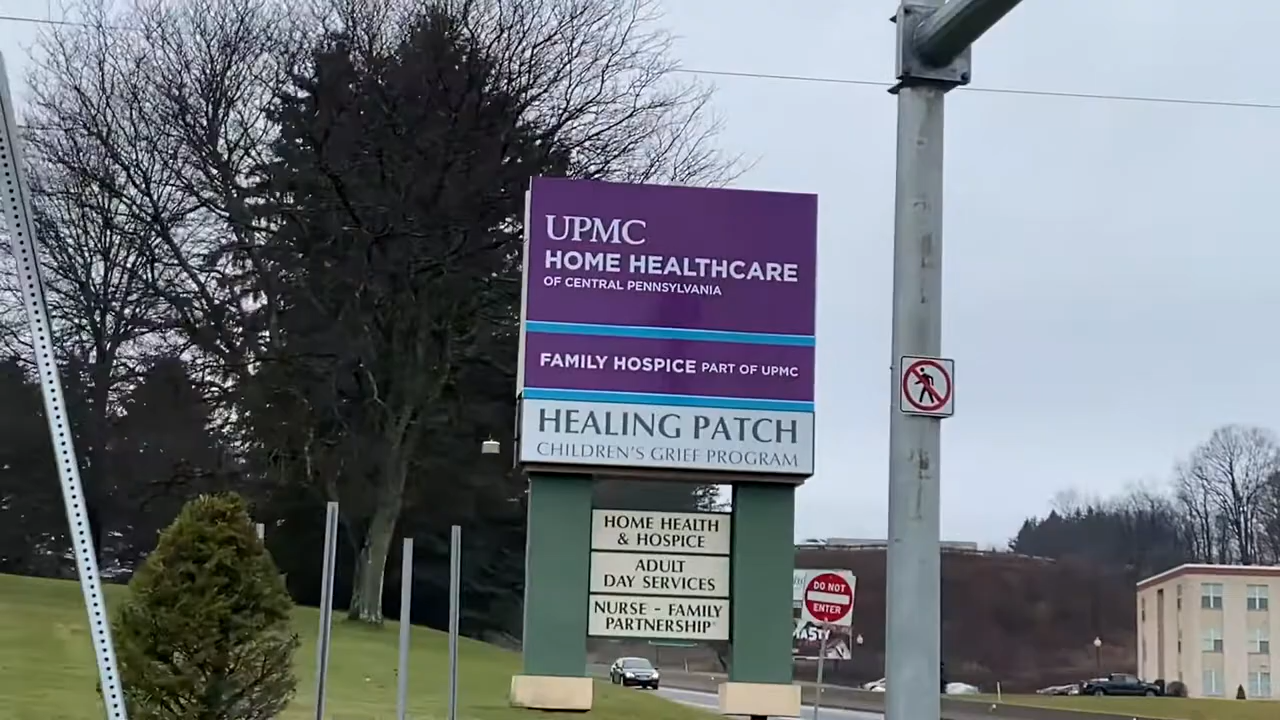 UPMC
HOME HEALTHCARE
OF CENTRAL PENNSYLVANIA
FAMILY HOSPICE PART OF UPMC
HEALING PATCH
CHILDREN'S GRIEF PROGRAM
HOME HEALTH
& HOSPICE
ADULT
DAY SERVICES
NURSE - FAMILY
PARTNERSHIP
DO NOT
ENTER